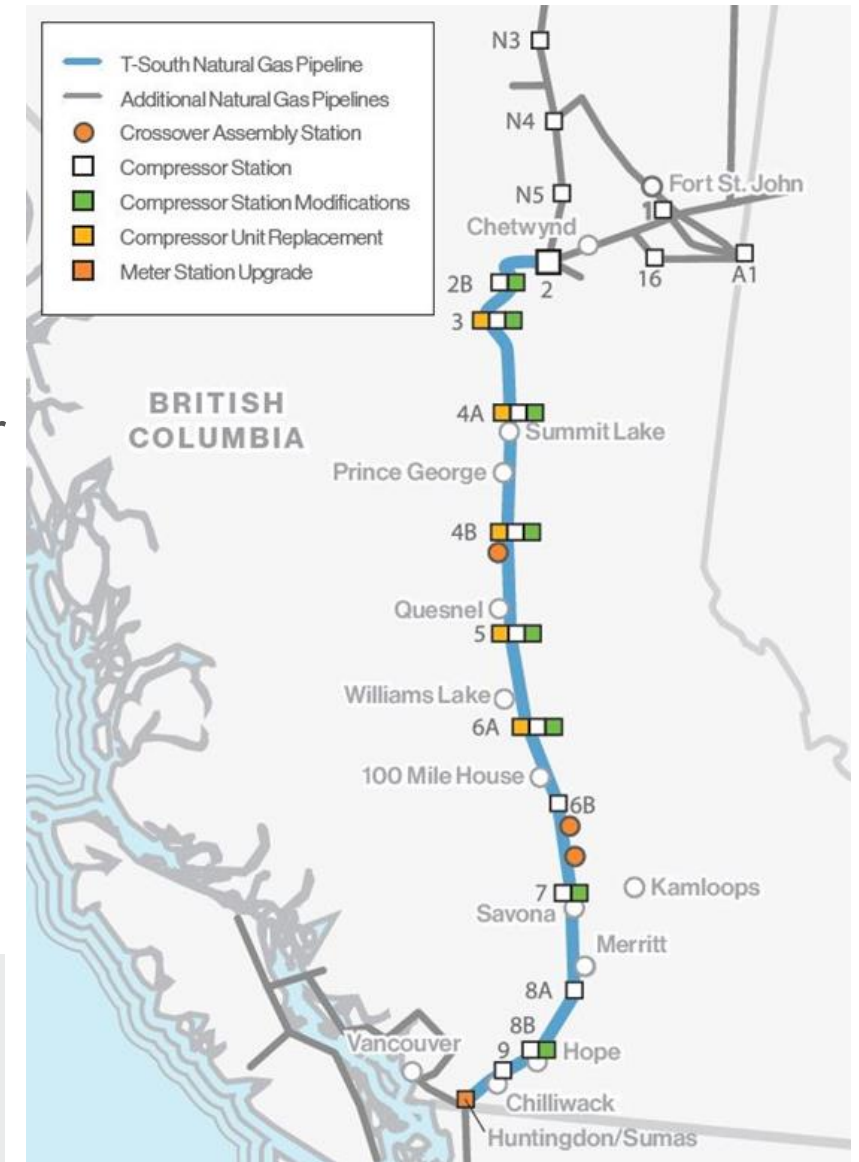 T-South Natural Gas Pipeline
Additional Natural Gas Pipelines
Crossover Assembly Station
Compressor Station
Compressor Station Modifications
Compressor Unit Replacement
Meter Station Upgrade
N3
N4
N5
Fort St. John
1
Chetwynd
2
16
A1
2B
3
BRITISH
COLUMBIA
4A
Summit Lake
Prince George
4B
Quesnel
5
Williams Lake
6A
100 Mile House
6B
7
Kamloops
Savona
Merritt
8A
8B
Vancouver
9
Hope
Chilliwack
Huntingdon/Sumas